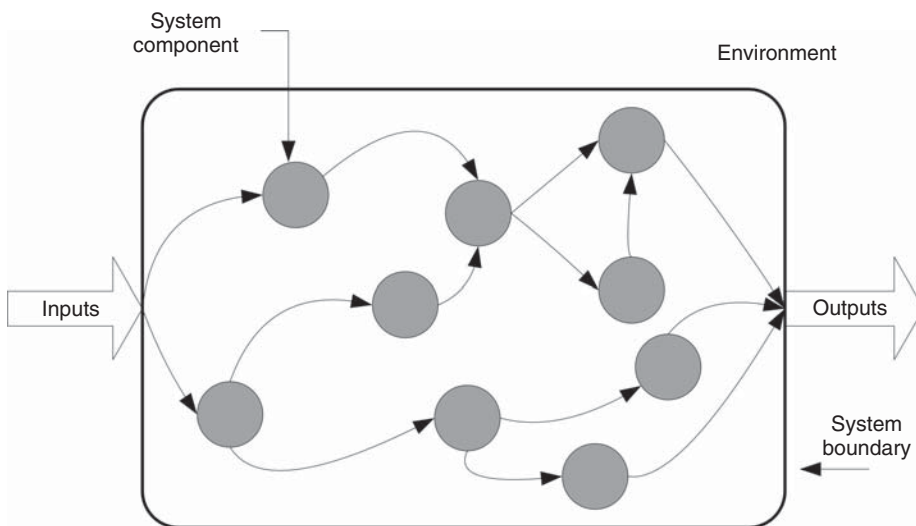 System
component
Environment
Inputs
Outputs
System
boundary